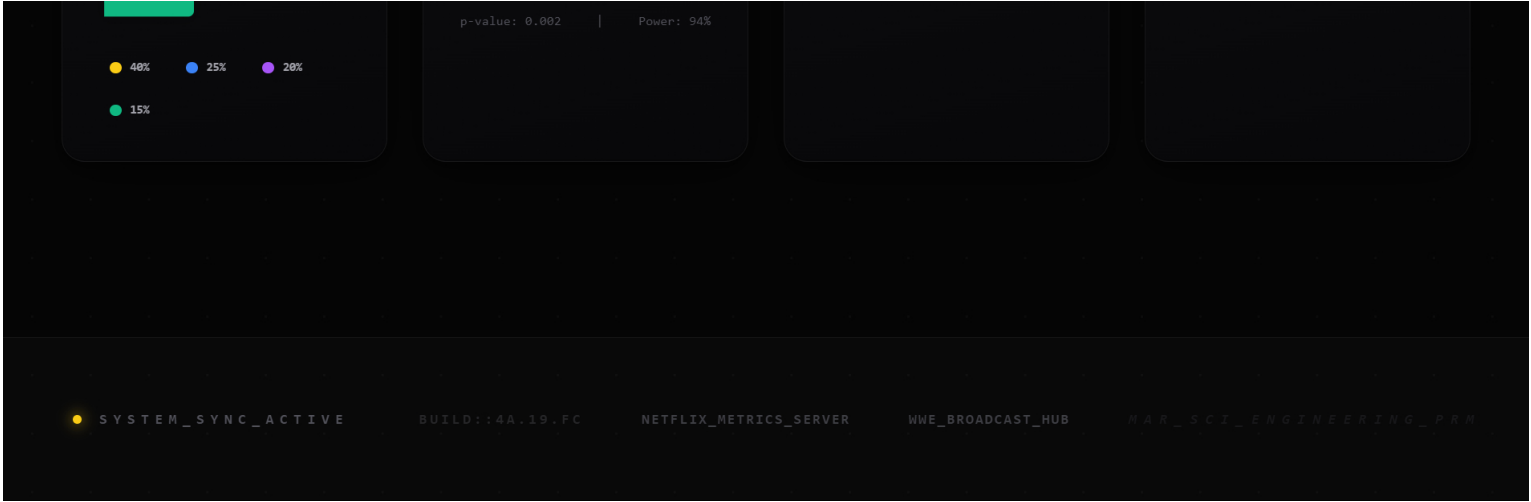 p-value: 0.002 | Power: 94%
40% 25% 20%
15%
SYSTEM_SYNC_ACTIVE BUILD::4A.19.FC NETFLIX_METRICS_SERVER WWE_BROADCAST_HUB MAR_SCI_ENGINEERING_PRM